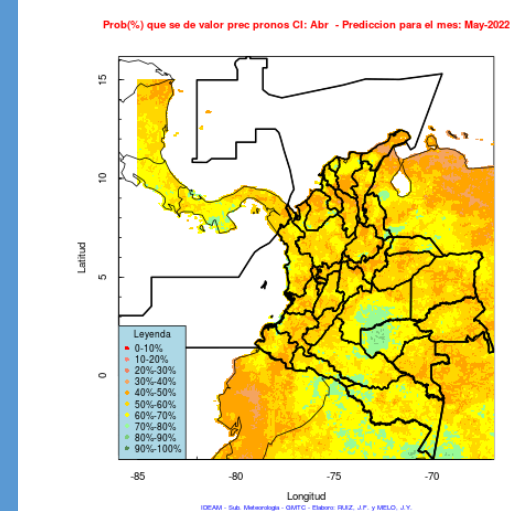 Prob(%) que se de valor prec pronos CI: Abr - Prediccion para el mes: May-2022
15
10
5
0
Latitud
Leyenda
0-10%
10-20%
20%-30%
30%-40%
40%-50%
50%-60%
60%-70%
70%-80%
80%-90%
90%-100%
-85 -80 -75 -70
Longitud
IDEAM - Sub. Meteorologia - GMTC - Elaboro: RUIZ, J.F. y MELO, J.Y.